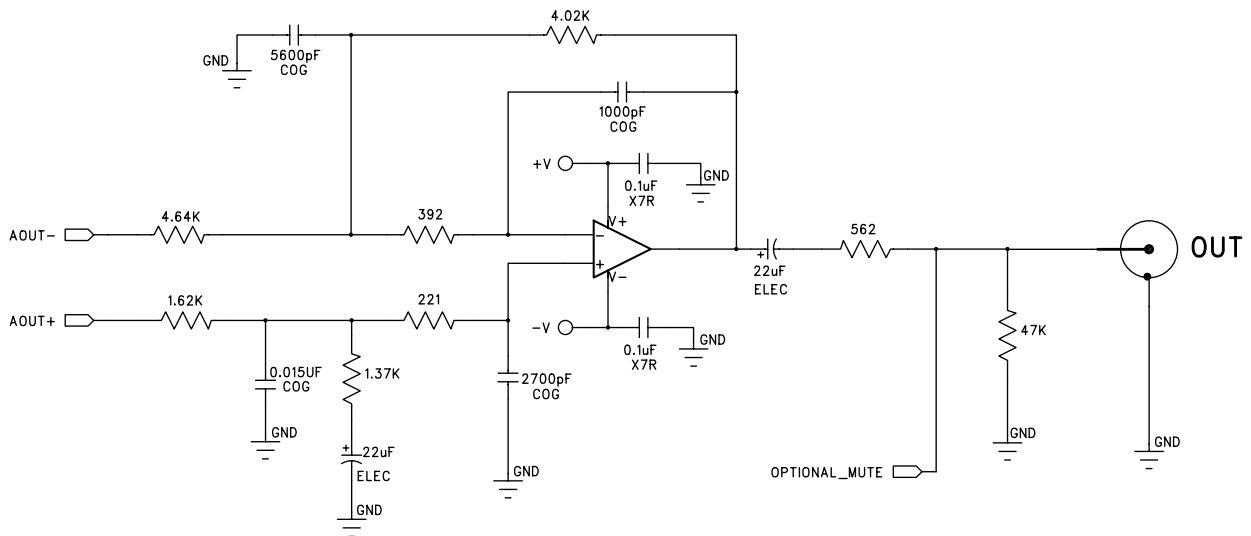 4.02K
5600pF
COG
GND
1000pF
COG
+V
GND
0.1uF
X7R
4.64K
392
V+
562
OUT
AOUT-
-
+
V-
+
22uF
ELEC
1.62K
221
AOUT+
-V
GND
0.1uF
X7R
47K
0.015UF
COG
1.37K
2700pF
COG
GND
GND
GND
+
22uF
ELEC
GND
OPTIONAL_MUTE
GND
GND